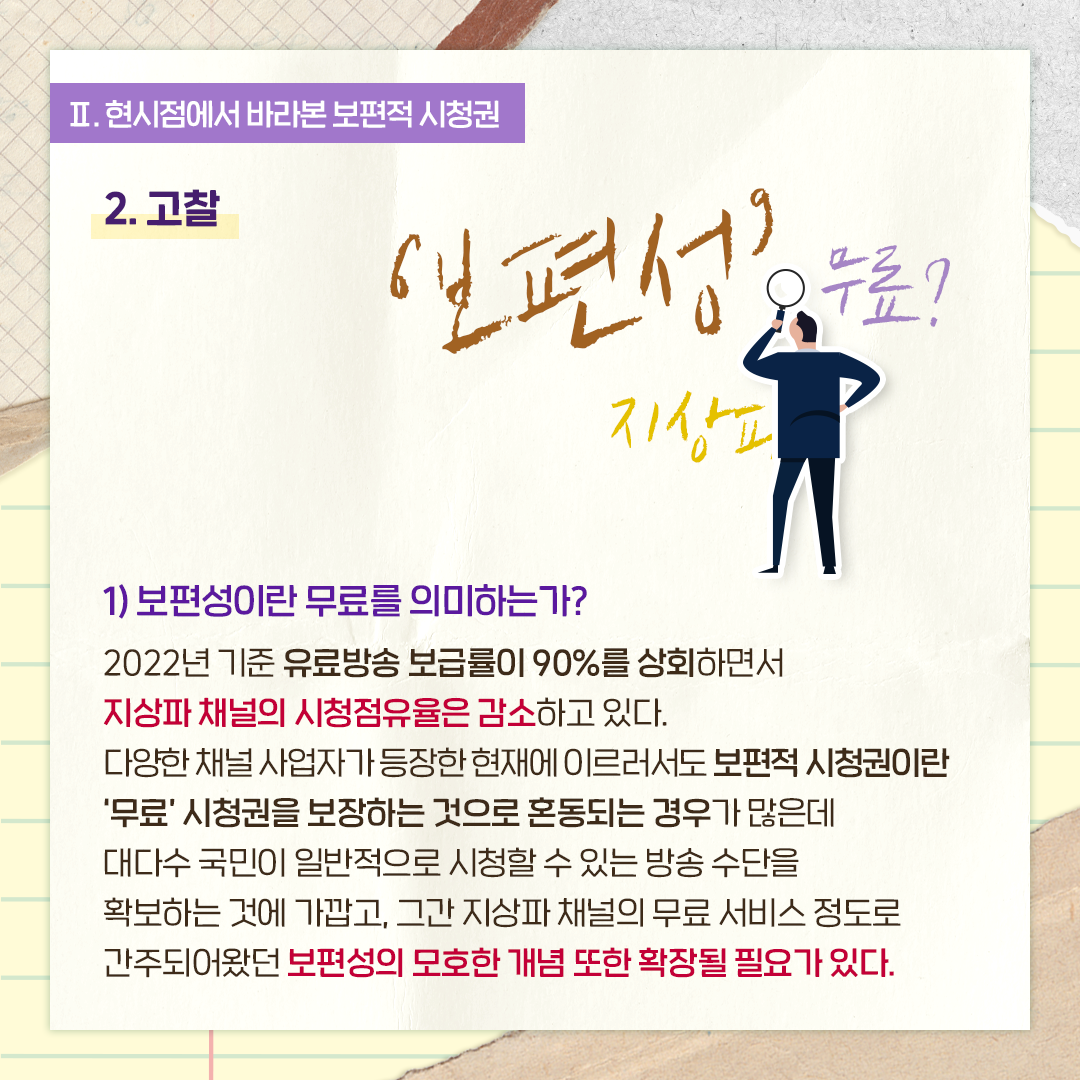 Ⅱ. 현시점에서 바라본 보편적 시청권
2. 고찰
‘보편성’
무료?
지상파
1) 보편성이란 무료를 의미하는가?
2022년 기준 유료방송 보급률이 90%를 상회하면서
지상파 채널의 시청점유율은 감소하고 있다.
다양한 채널 사업자가 등장한 현재에 이르러서도 보편적 시청권이란
‘무료’ 시청권을 보장하는 것으로 혼동되는 경우가 많은데
대다수 국민이 일반적으로 시청할 수 있는 방송 수단을
확보하는 것에 가깝고, 그간 지상파 채널의 무료 서비스 정도로
간주되어왔던 보편성의 모호한 개념 또한 확장될 필요가 있다.